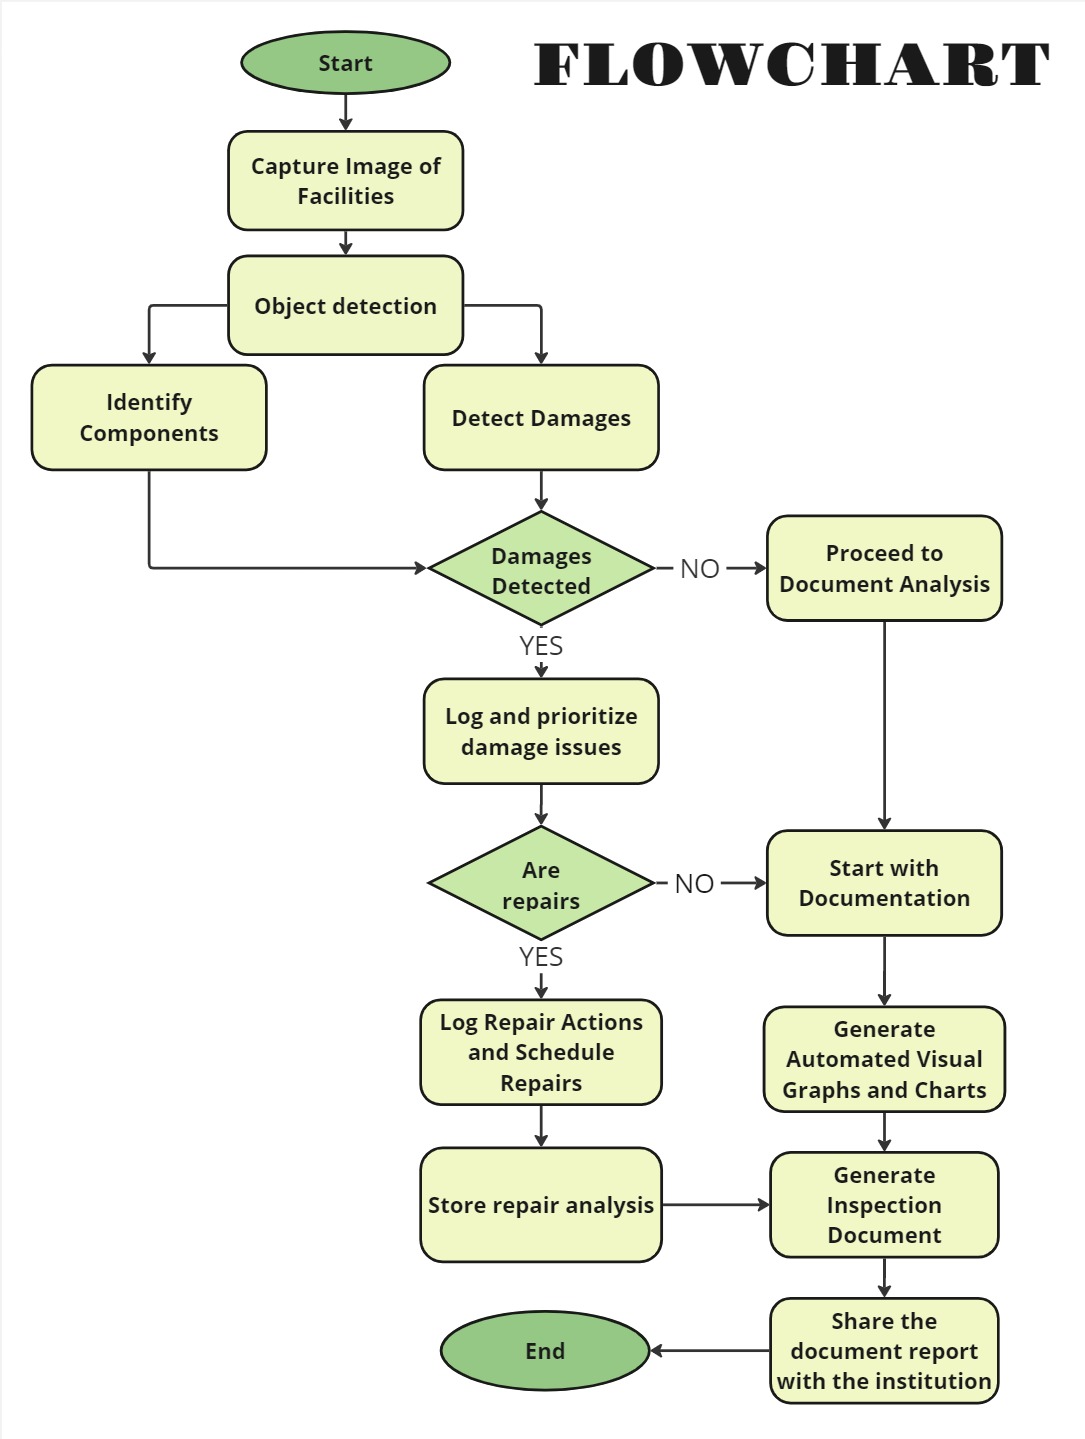 FLOWCHART
Start
Capture Image of
Facilities
Object detection
Identify
Components
Detect Damages
Damages
Detected
NO
Proceed to
Document Analysis
YES
Log and prioritize
damage issues
Are
repairs
NO
Start with
Documentation
YES
Log Repair Actions
and Schedule
Repairs
Generate
Automated Visual
Graphs and Charts
Store repair analysis
Generate
Inspection
Document
Share the
document report
with the institution
End